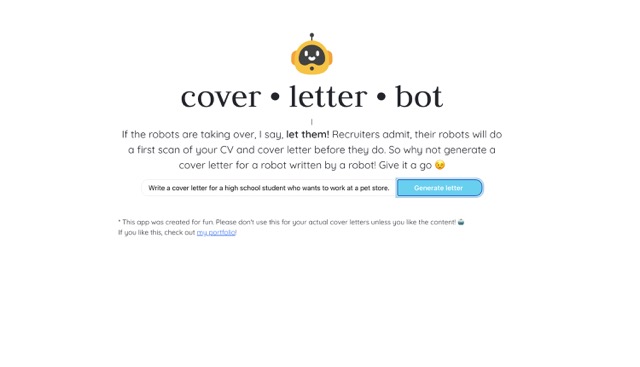 cover • letter • bot
If the robots are taking over, I say, let them! Recruiters admit, their robots will do
a first scan of your CV and cover letter before they do. So why not generate a
cover letter for a robot written by a robot! Give it a go 😉
Write a cover letter for a high school student who wants to work at a pet store.
Generate letter
* This app was created for fun. Please don't use this for your actual cover letters unless you like the content! 🤖
If you like this, check out my portfolio!